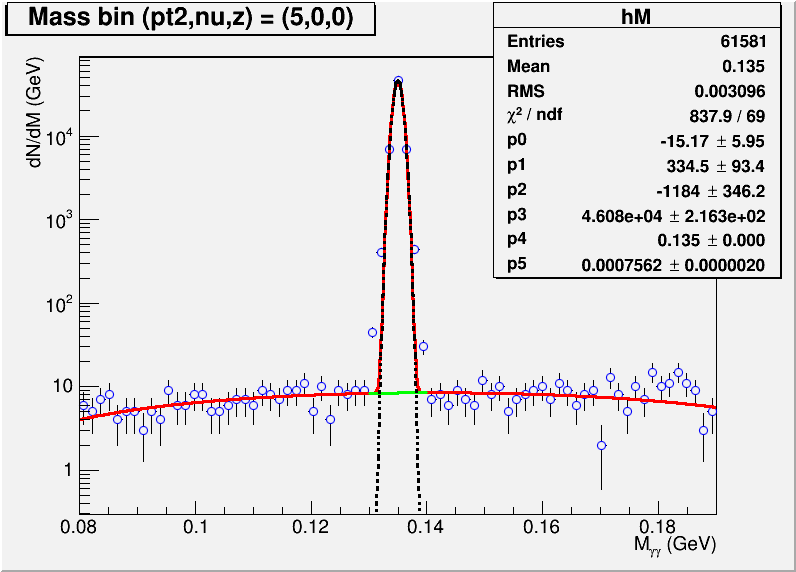 Mass bin (pt2,nu,z) = (5,0,0)
hM
Entries 61581
Mean 0.135
RMS 0.003096
χ² / ndf 837.9 / 69
p0 -15.17 ± 5.95
p1 334.5 ± 93.4
p2 -1184 ± 346.2
p3 4.608e+04 ± 2.163e+02
p4 0.135 ± 0.000
p5 0.0007562 ± 0.0000020
dN/dM (GeV)
10⁴
10³
10²
10
1
0.08 0.1 0.12 0.14 0.16 0.18
Mγγ (GeV)